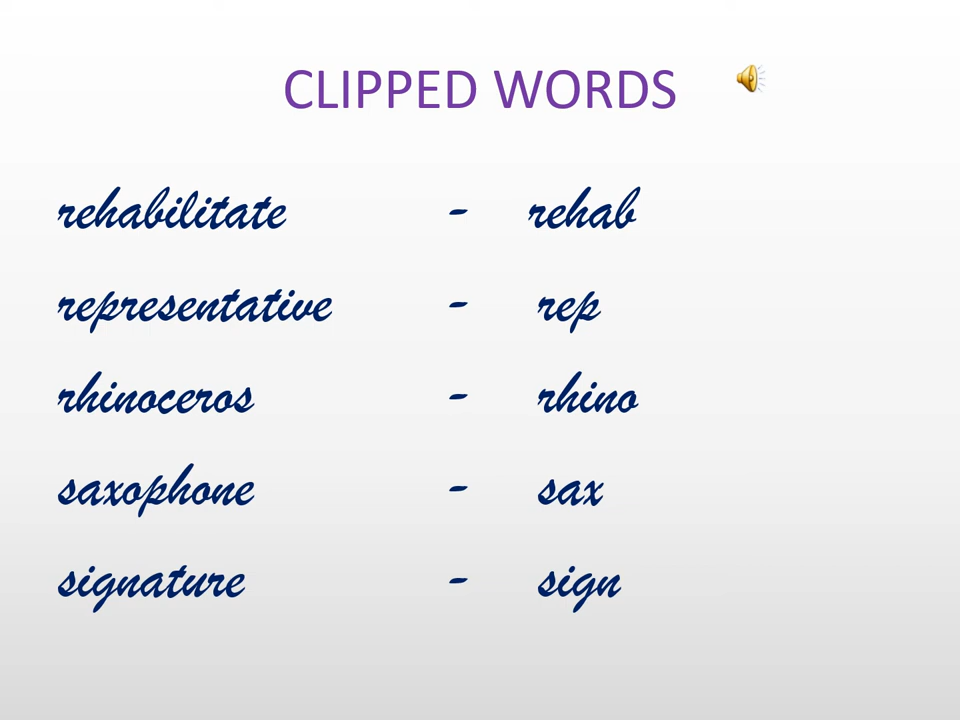 CLIPPED WORDS
rehabilitate - rehab
representative - rep
rhinoceros - rhino
saxophone - sax
signature - sign